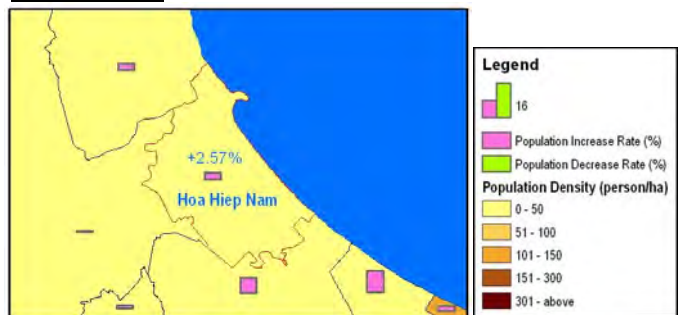 +2.57%
Hoa Hiep Nam
Legend
16
Population Increase Rate (%)
Population Decrease Rate (%)
Population Density (person/ha)
0 - 50
51 - 100
101 - 150
151 - 300
301 - above